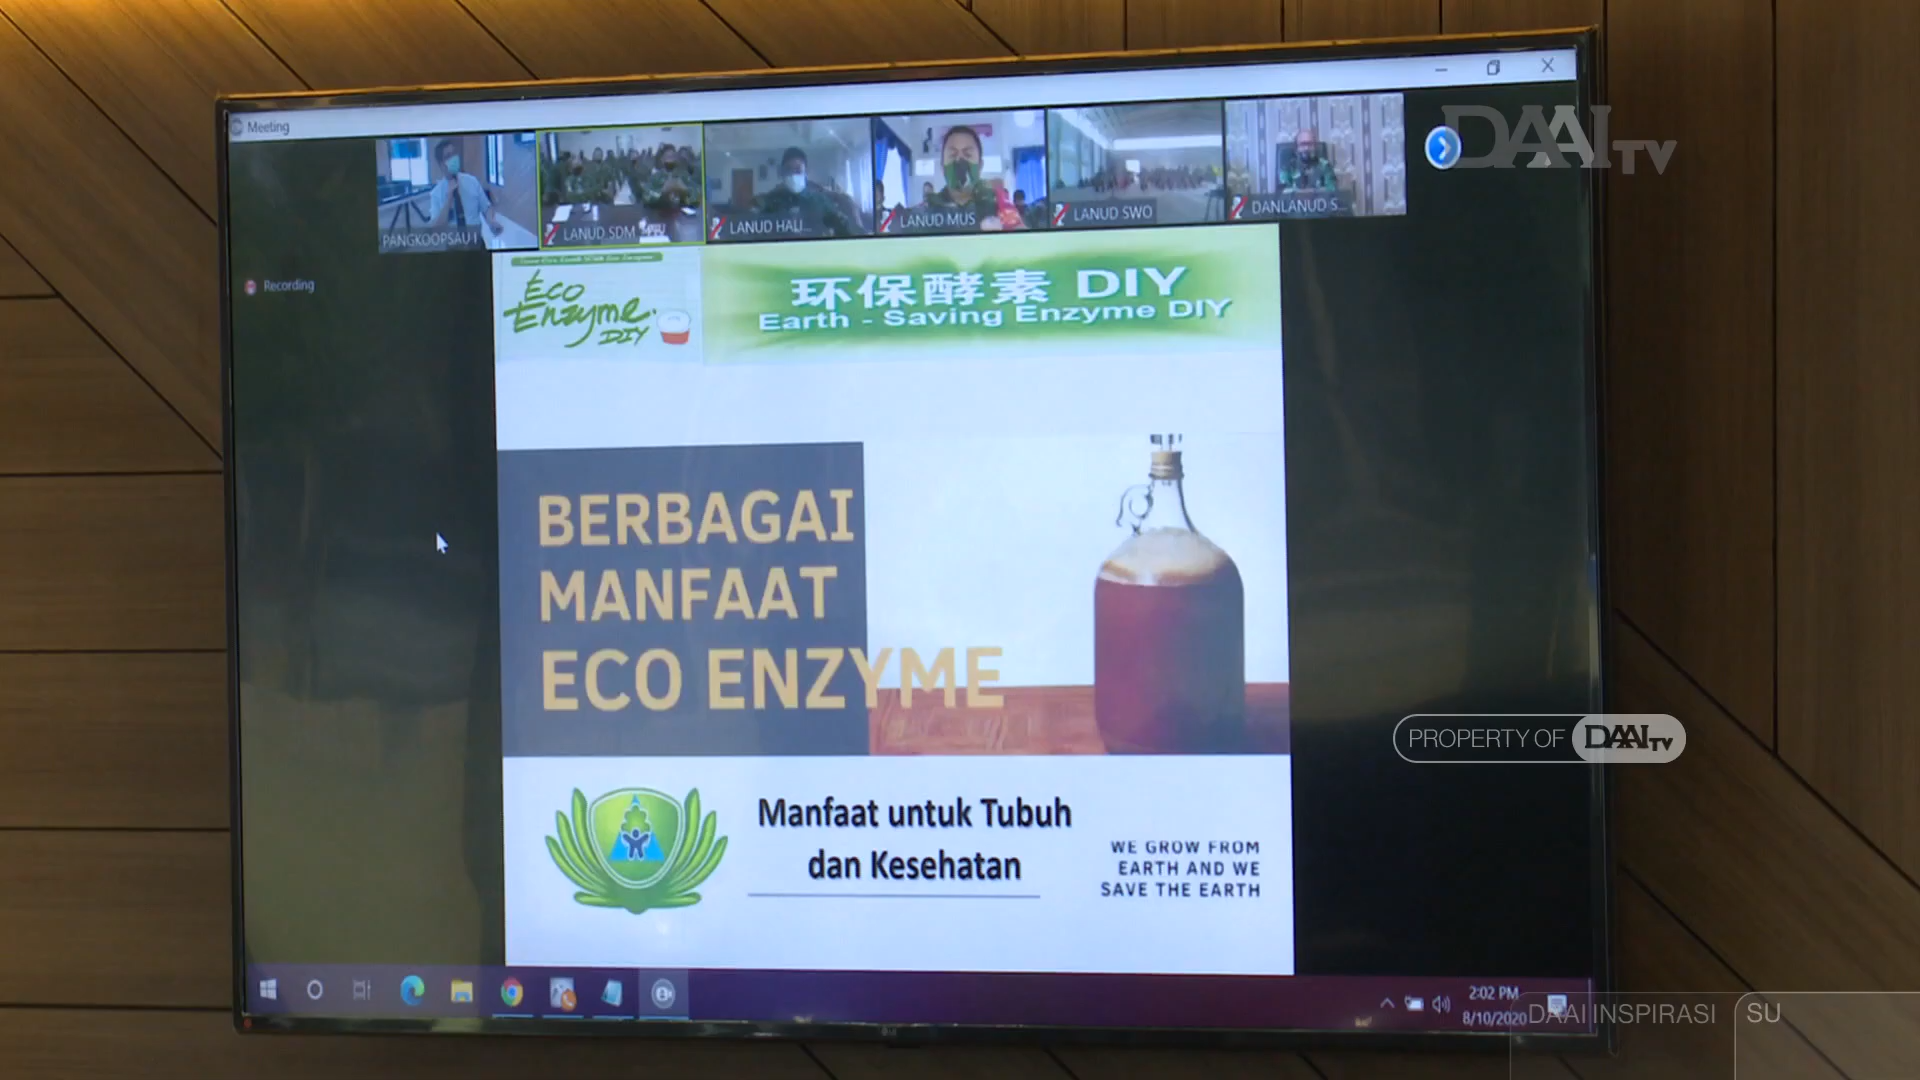 Meeting
DAAI TV
PANGKOOPSAU I
LANUD SDM
LANUD HALI...
LANUD MUS
LANUD SWO
DANLANUD S...
Recording
Eco
Enzyme
DIY
环保酵素 DIY
Earth - Saving Enzyme DIY
BERBAGAI
MANFAAT
ECO ENZYME
PROPERTY OF DAAI TV
Manfaat untuk Tubuh
dan Kesehatan
WE GROW FROM
EARTH AND WE
SAVE THE EARTH
2:02 PM
8/10/2020
DAAI INSPIRASI
SU